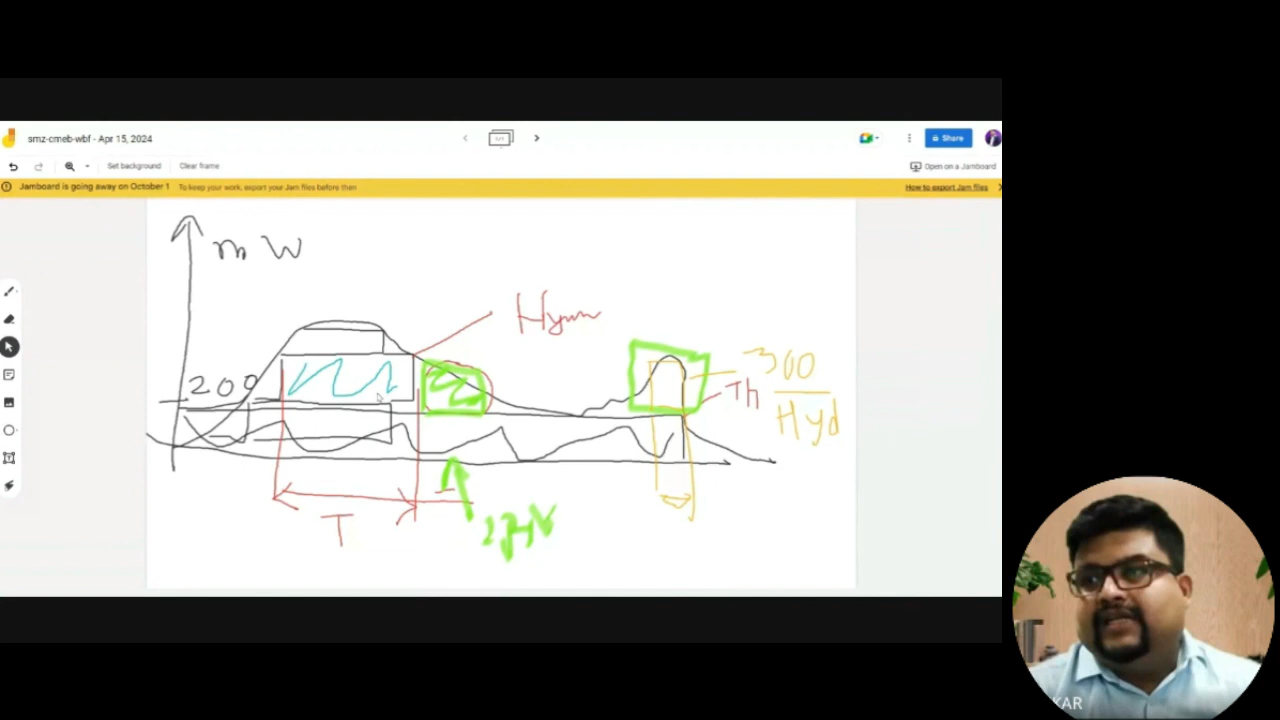 smz-cmeb-wbf - Apr 15, 2024
Share
Set background
Clear frame
Open on a Jamboard
Jamboard is going away on October 1 To keep your work, export your Jam files before then
How to export Jam files
m W
200
300
Hyd
Th
T
KAR